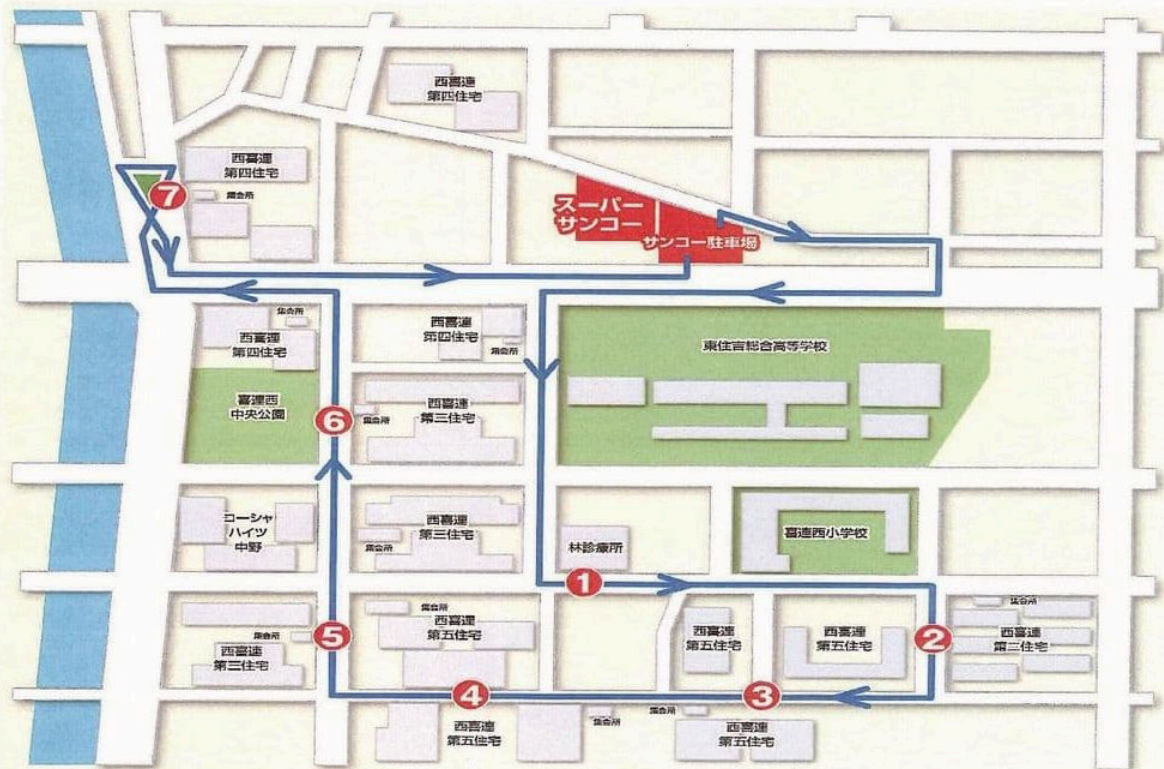 西喜連
第四住宅
西喜連
第四住宅
集会所
7
スーパー
サンコー
サンコー駐車場
集会所
西喜連
第四住宅
西喜連
第四住宅
集会所
東住吉総合高等学校
喜連西
中央公園
6
集会所
西喜連
第三住宅
コーシャ
ハイツ
中野
西喜連
第三住宅
集会所
林診療所
喜連西小学校
1
集会所
西喜連
第五住宅
集会所
5
西喜連
第三住宅
西喜連
第五住宅
西喜連
第五住宅
2
集会所
西喜連
第二住宅
4
3
西喜連
第五住宅
集会所
集会所
西喜連
第五住宅